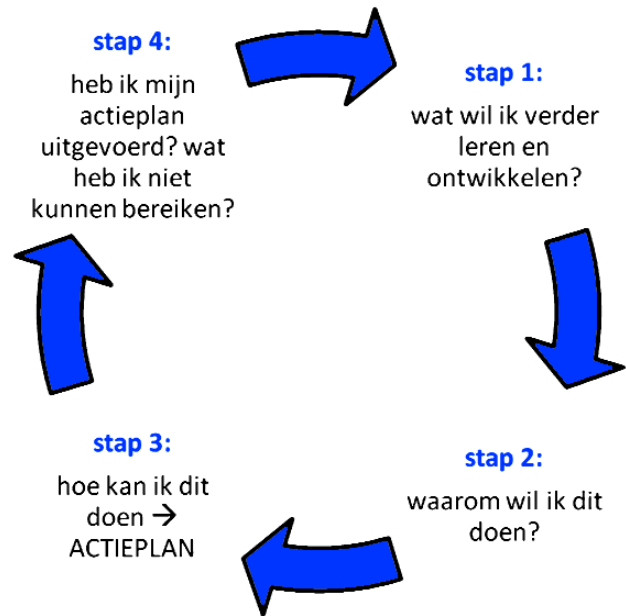 stap 1:
wat wil ik verder
leren en
ontwikkelen?
stap 2:
waarom wil ik dit
doen?
stap 3:
hoe kan ik dit
doen →
ACTIEPLAN
stap 4:
heb ik mijn
actieplan
uitgevoerd? wat
heb ik niet
kunnen bereiken?